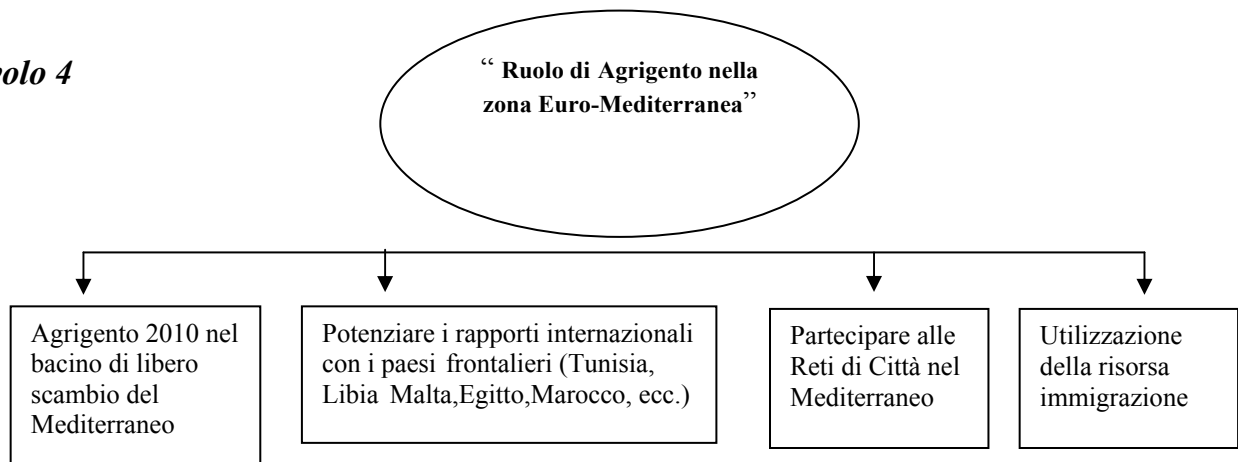 olo 4
“ Ruolo di Agrigento nella
zona Euro-Mediterranea”
Agrigento 2010 nel
bacino di libero
scambio del
Mediterraneo
Potenziare i rapporti internazionali
con i paesi frontalieri (Tunisia,
Libia Malta,Egitto,Marocco, ecc.)
Partecipare alle
Reti di Città nel
Mediterraneo
Utilizzazione
della risorsa
immigrazione